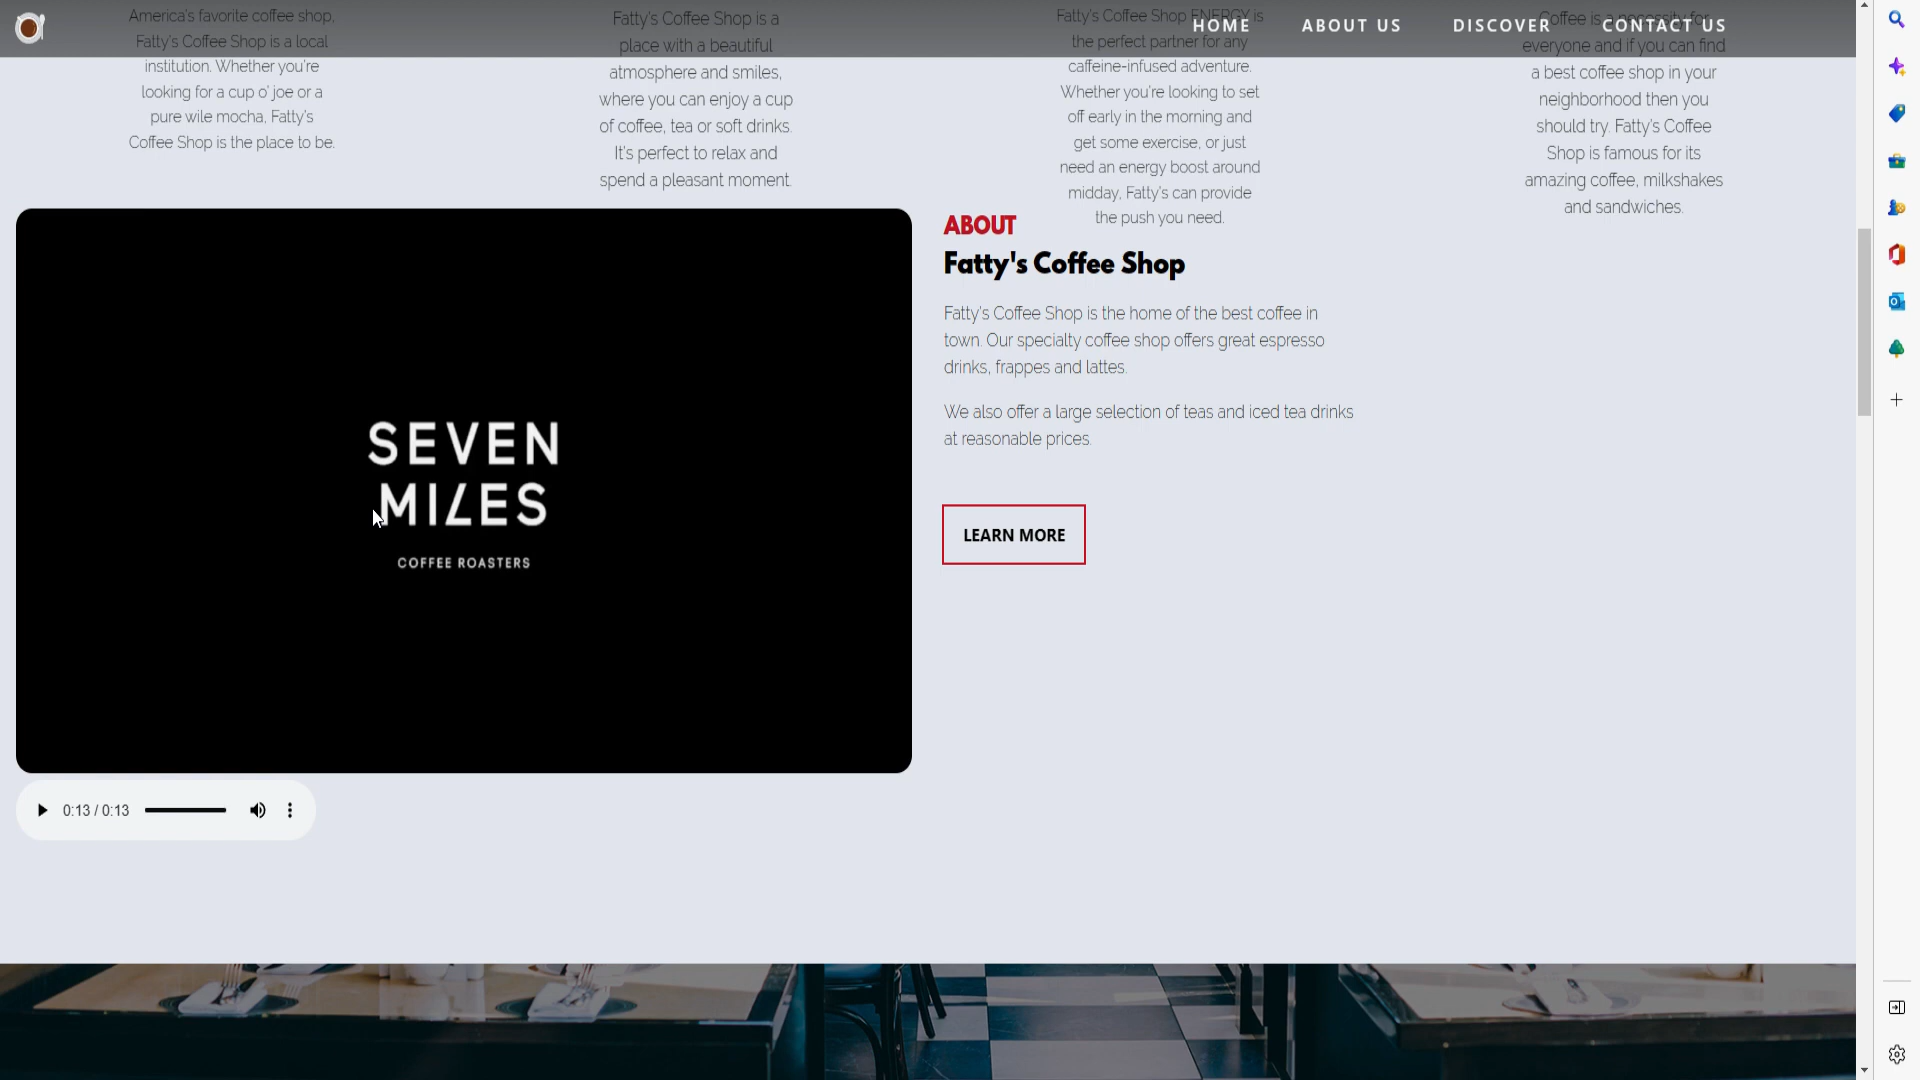 HOME
ABOUT US
DISCOVER
CONTACT US
America's favorite coffee shop,
Fatty's Coffee Shop is a local
institution. Whether you're
looking for a cup o' joe or a
pure wile mocha, Fatty's
Coffee Shop is the place to be.
Fatty's Coffee Shop is a
place with a beautiful
atmosphere and smiles,
where you can enjoy a cup
of coffee, tea or soft drinks.
It's perfect to relax and
spend a pleasant moment.
Fatty's Coffee Shop ENERGY is
the perfect partner for any
caffeine-infused adventure.
Whether you're looking to set
off early in the morning and
get some exercise, or just
need an energy boost around
midday, Fatty's can provide
the push you need.
Coffee is a necessity for
everyone and if you can find
a best coffee shop in your
neighborhood then you
should try. Fatty's Coffee
Shop is famous for its
amazing coffee, milkshakes
and sandwiches.
SEVEN
MILES
COFFEE ROASTERS
0:13 / 0:13
ABOUT
Fatty's Coffee Shop
Fatty's Coffee Shop is the home of the best coffee in
town. Our specialty coffee shop offers great espresso
drinks, frappes and lattes.
We also offer a large selection of teas and iced tea drinks
at reasonable prices.
LEARN MORE